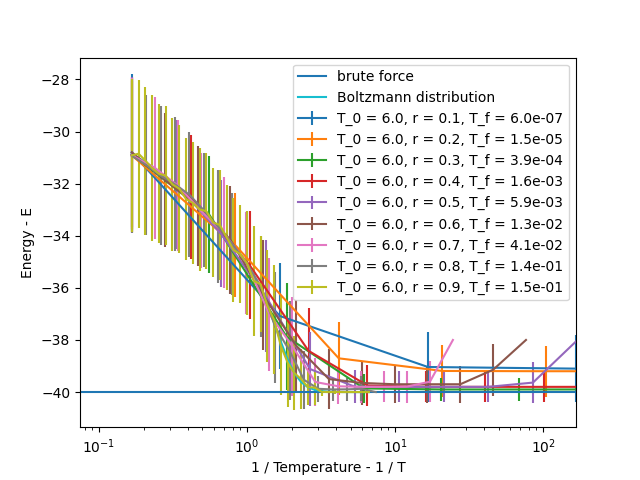 brute force
Boltzmann distribution
T_0 = 6.0, r = 0.1, T_f = 6.0e-07
T_0 = 6.0, r = 0.2, T_f = 1.5e-05
T_0 = 6.0, r = 0.3, T_f = 3.9e-04
T_0 = 6.0, r = 0.4, T_f = 1.6e-03
T_0 = 6.0, r = 0.5, T_f = 5.9e-03
T_0 = 6.0, r = 0.6, T_f = 1.3e-02
T_0 = 6.0, r = 0.7, T_f = 4.1e-02
T_0 = 6.0, r = 0.8, T_f = 1.4e-01
T_0 = 6.0, r = 0.9, T_f = 1.5e-01
Energy - E
−28
−30
−32
−34
−36
−38
−40
10⁻¹ 10⁰ 10¹ 10²
1 / Temperature - 1 / T